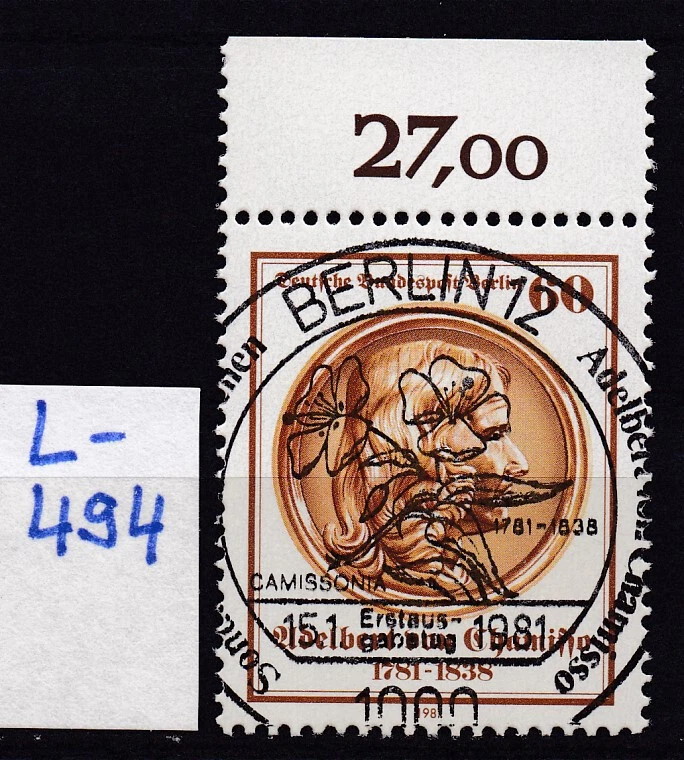 27,00
Deutsche Bundespost Berlin 60
BERLIN 12
Adelbert von Chamisso
1781-1838
CAMISSONIA
15.1. Erstaus- 1981
gabetag
Adelbert von Chamisso
1781-1838
1000
L-
494